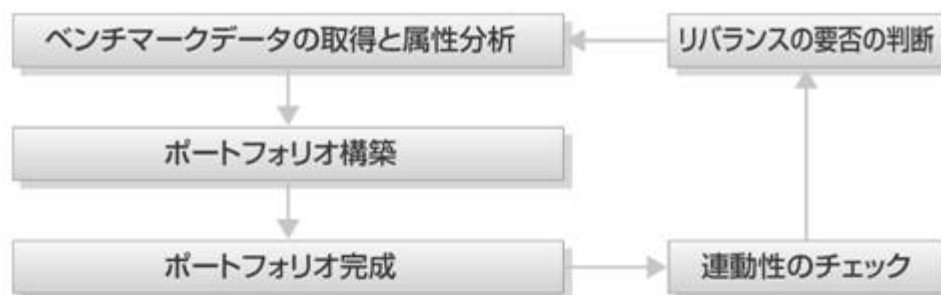 ベンチマークデータの取得と属性分析
リバランスの要否の判断
ポートフォリオ構築
ポートフォリオ完成
連動性のチェック